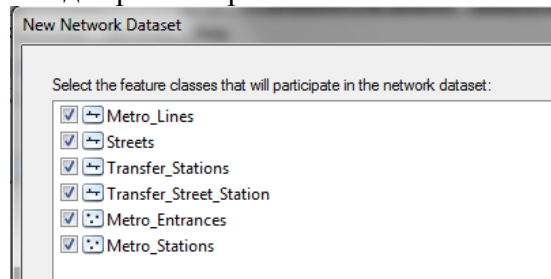 New Network Dataset
Select the feature classes that will participate in the network dataset:
Metro_Lines
Streets
Transfer_Stations
Transfer_Street_Station
Metro_Entrances
Metro_Stations